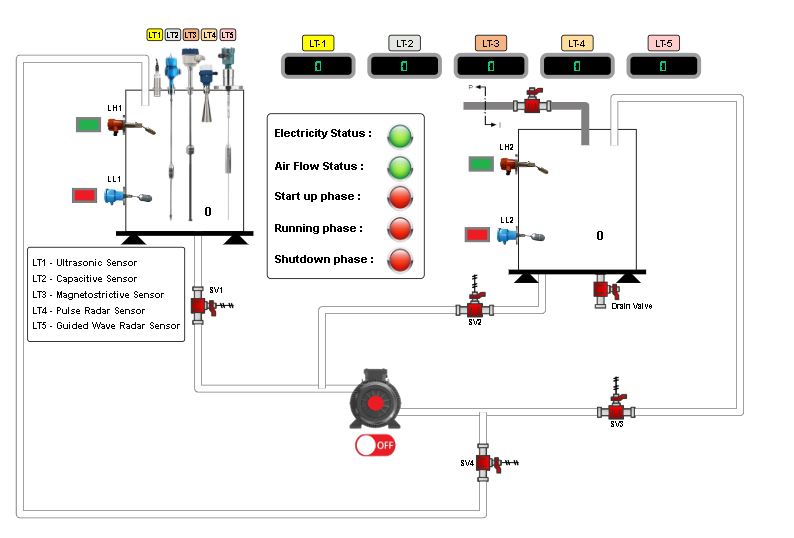 LT1 LT2 LT3 LT4 LT5
LT-1 LT-2 LT-3 LT-4 LT-5
0 0 0 0 0
P
I
LH1
LL1
0
Electricity Status :
Air Flow Status :
Start up phase :
Running phase :
Shutdown phase :
LH2
LL2
0
LT1 - Ultrasonic Sensor
LT2 - Capacitive Sensor
LT3 - Magnetostrictive Sensor
LT4 - Pulse Radar Sensor
LT5 - Guided Wave Radar Sensor
SV1
SV2
Drain Valve
SV3
OFF
SV4